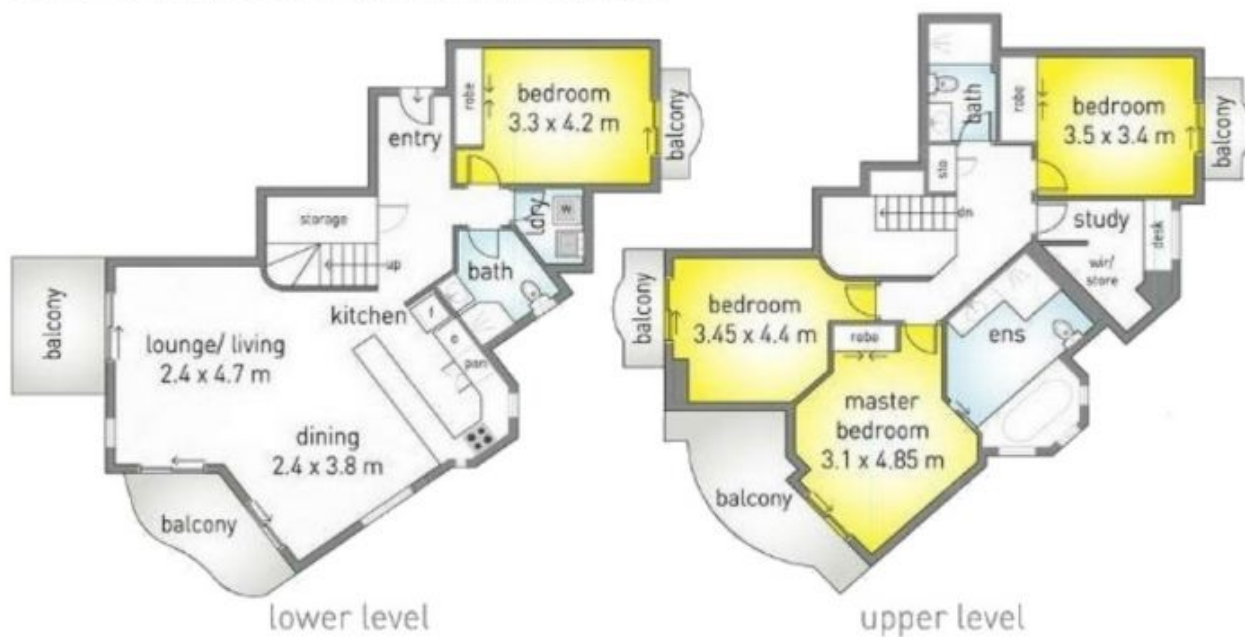 robe
bedroom
3.3 x 4.2 m
balcony
entry
storage
up
ldry
w
bath
balcony
kitchen
f
lounge/ living
2.4 x 4.7 m
pan
dining
2.4 x 3.8 m
balcony
lower level
bath
robe
bedroom
3.5 x 3.4 m
balcony
sto
dn
study
desk
wir/
store
balcony
bedroom
3.45 x 4.4 m
robe
ens
master
bedroom
3.1 x 4.85 m
balcony
upper level